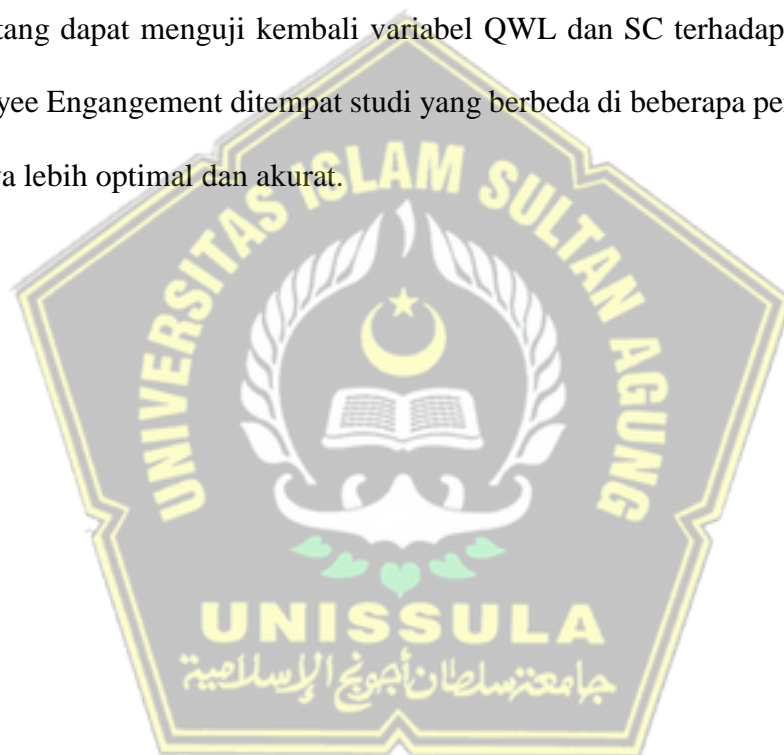 tang dapat menguji kembali variabel QWL dan SC terhadap
yee Engangement ditempat studi yang berbeda di beberapa pe
a lebih optimal dan akurat.
UNIVERSITAS ISLAM SULTAN AGUNG
UNISSULA
جامعة سلطان أجونج الإسلامية